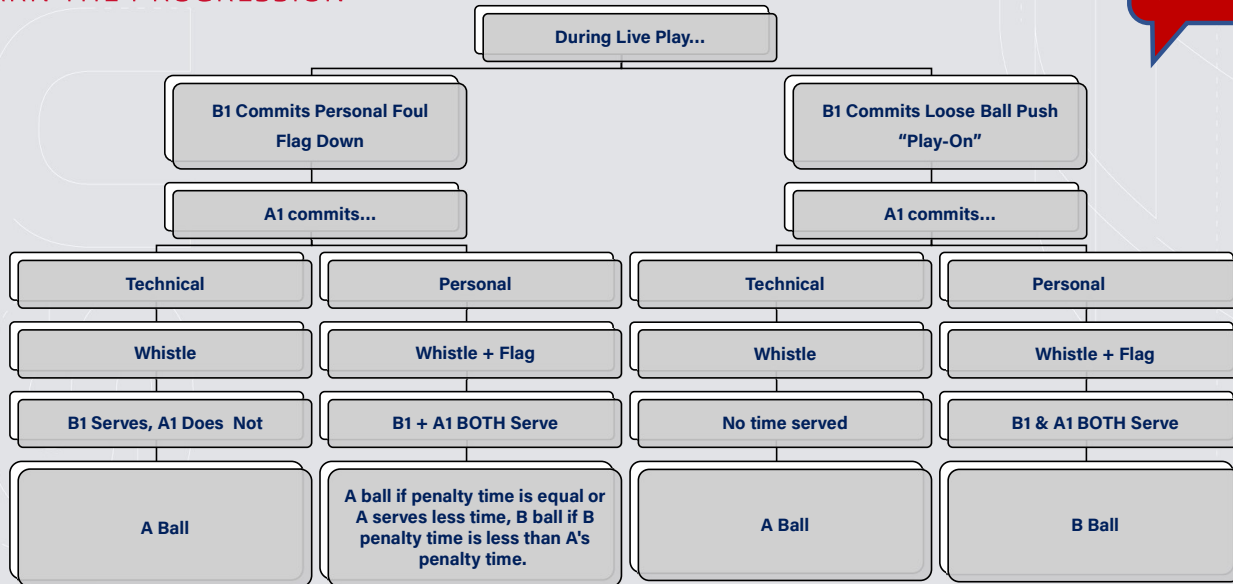 THE PROGRESSION
During Live Play...
B1 Commits Personal Foul
Flag Down
B1 Commits Loose Ball Push
“Play-On”
A1 commits...
A1 commits...
Technical
Personal
Technical
Personal
Whistle
Whistle + Flag
Whistle
Whistle + Flag
B1 Serves, A1 Does Not
B1 + A1 BOTH Serve
No time served
B1 & A1 BOTH Serve
A Ball
A ball if penalty time is equal or
A serves less time, B ball if B
penalty time is less than A's
penalty time.
A Ball
B Ball